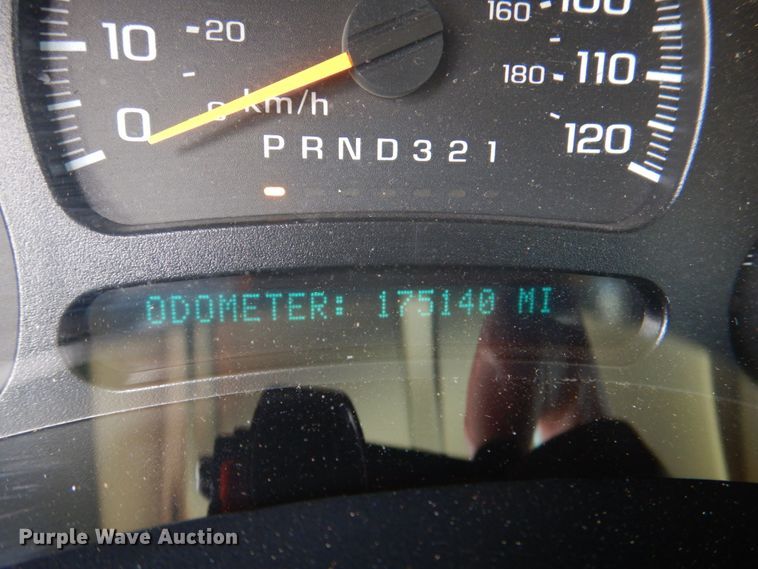 160 100
10 20
180 110
0 km/h
120
PRND321
ODOMETER: 175140 MI
Purple Wave Auction®